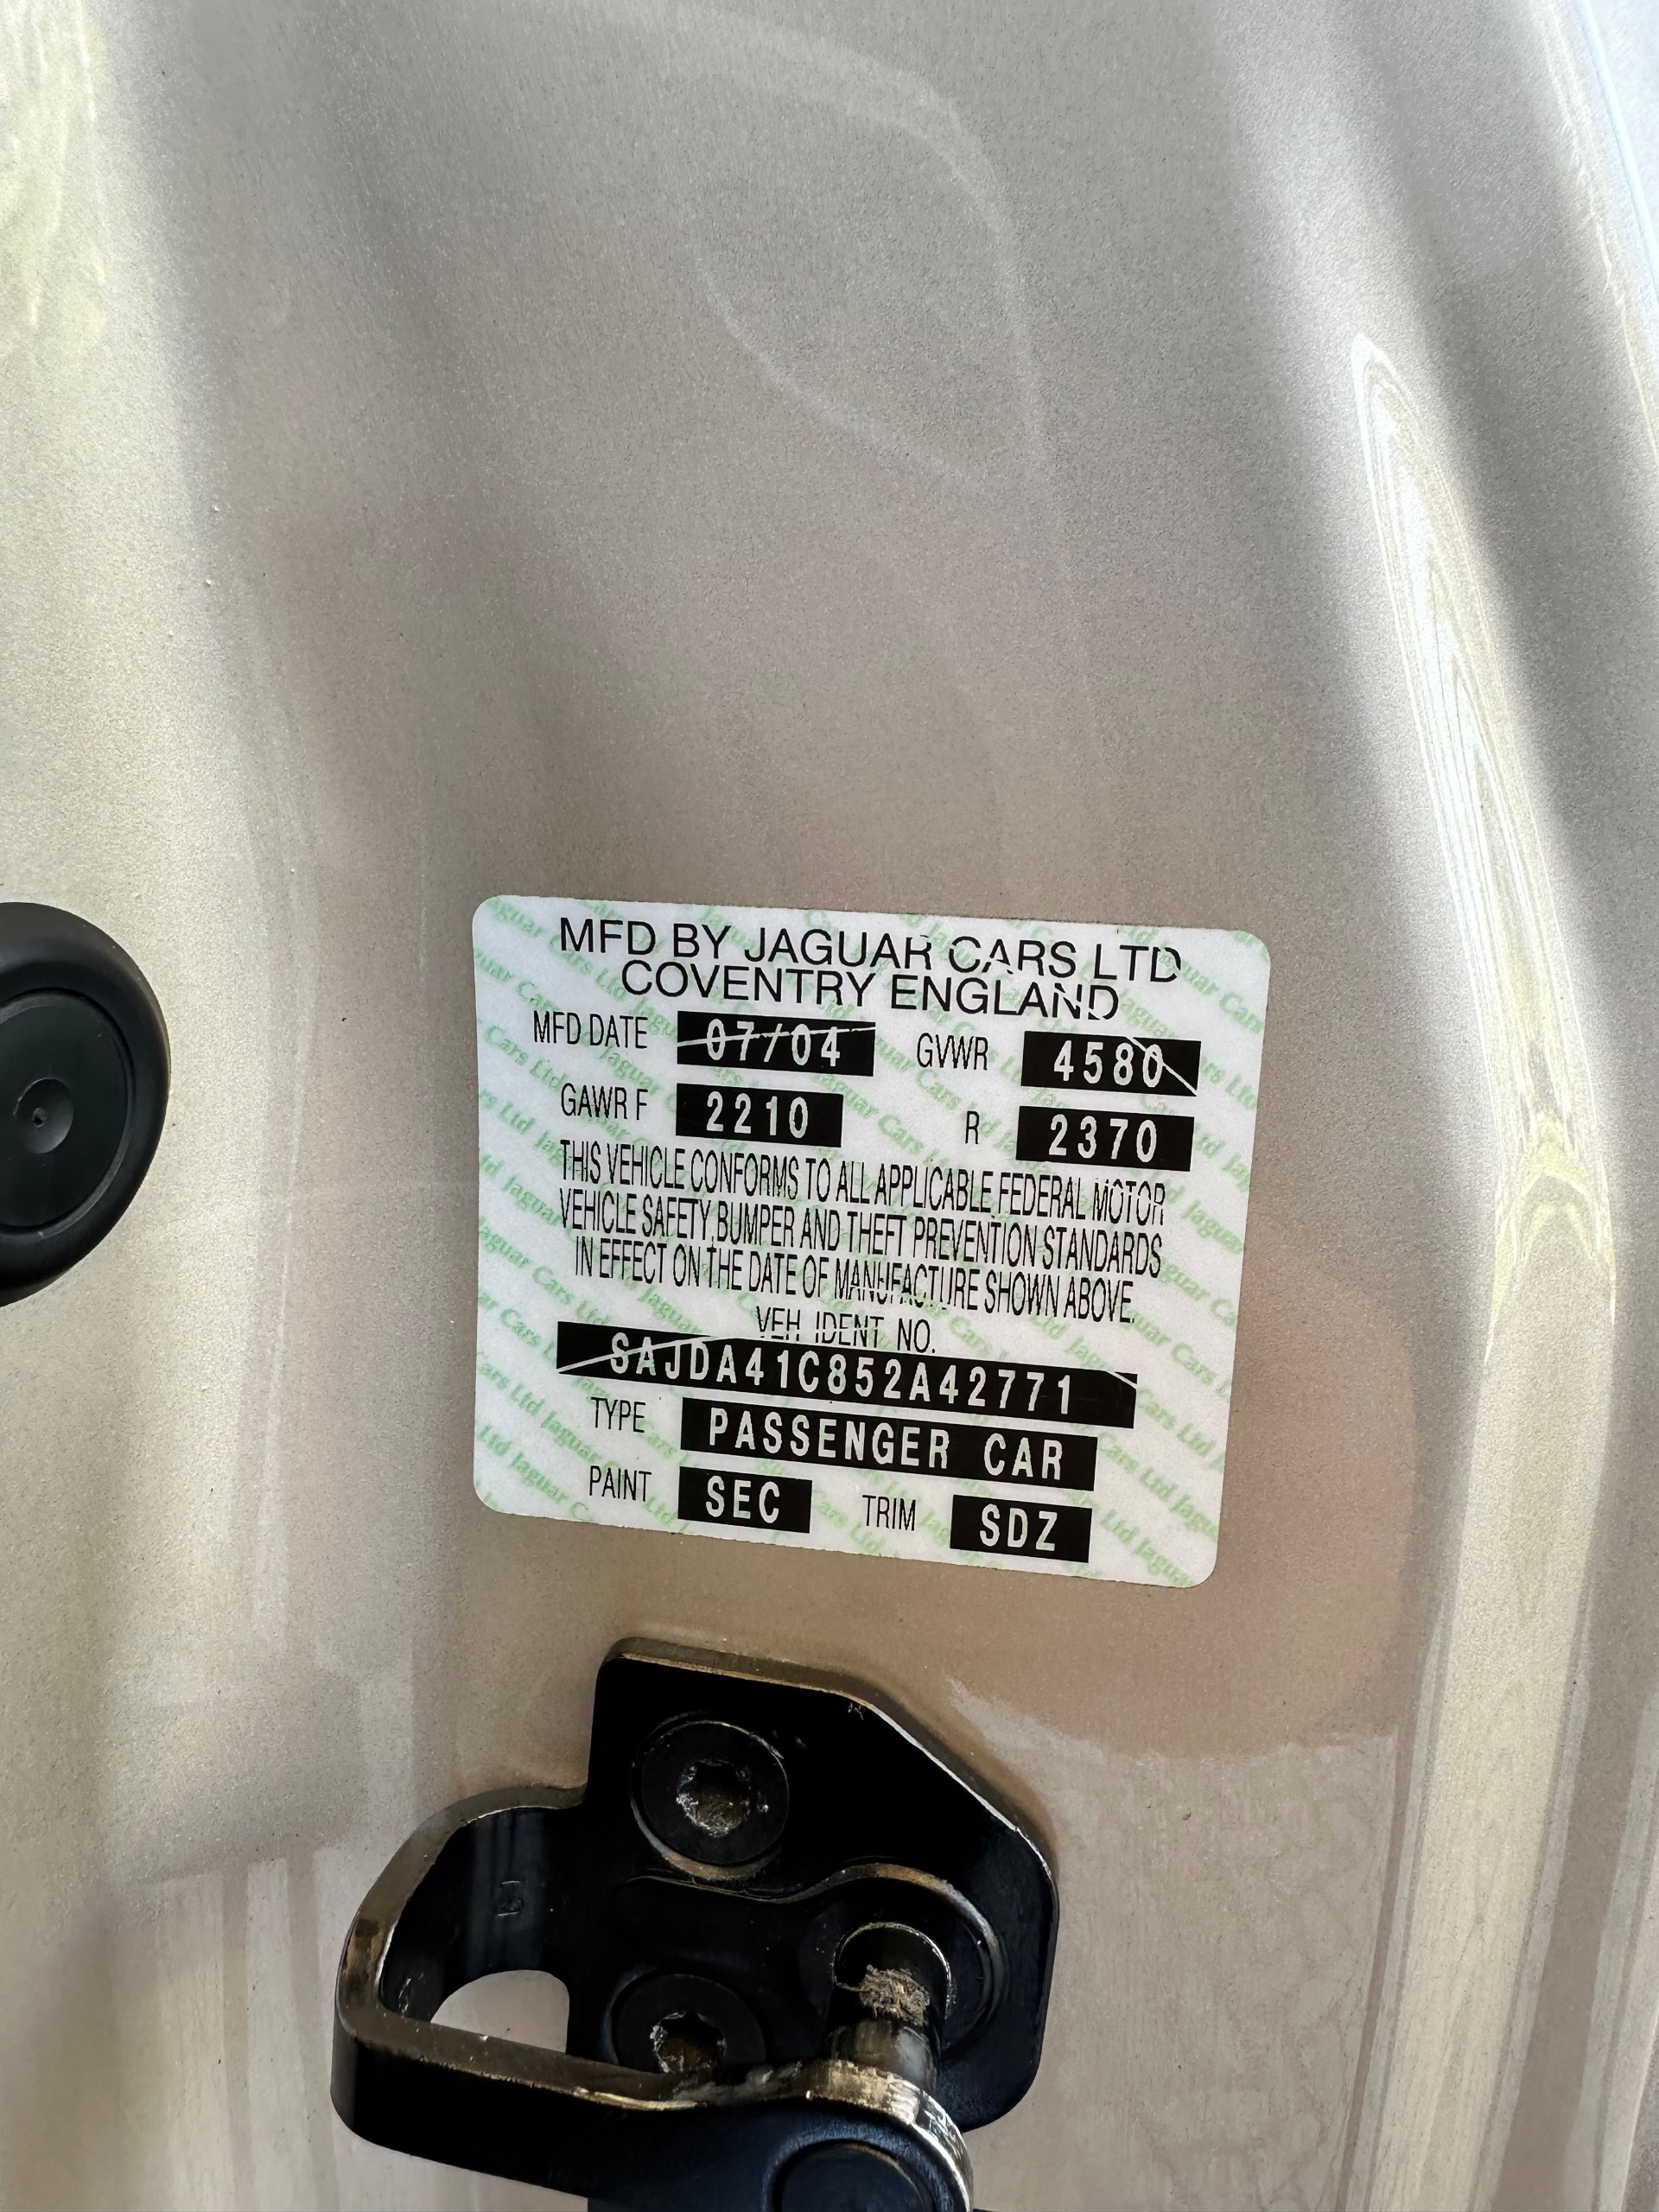 MFD BY JAGUAR CARS LTD
COVENTRY ENGLAND
MFD DATE 07/04 GVWR 4580
GAWR F 2210 R 2370
THIS VEHICLE CONFORMS TO ALL APPLICABLE FEDERAL MOTOR
VEHICLE SAFETY,BUMPER AND THEFT PREVENTION STANDARDS
IN EFFECT ON THE DATE OF MANUFACTURE SHOWN ABOVE.
VEH IDENT NO.
SAJDA41C852A42771
TYPE PASSENGER CAR
PAINT SEC TRIM SDZ